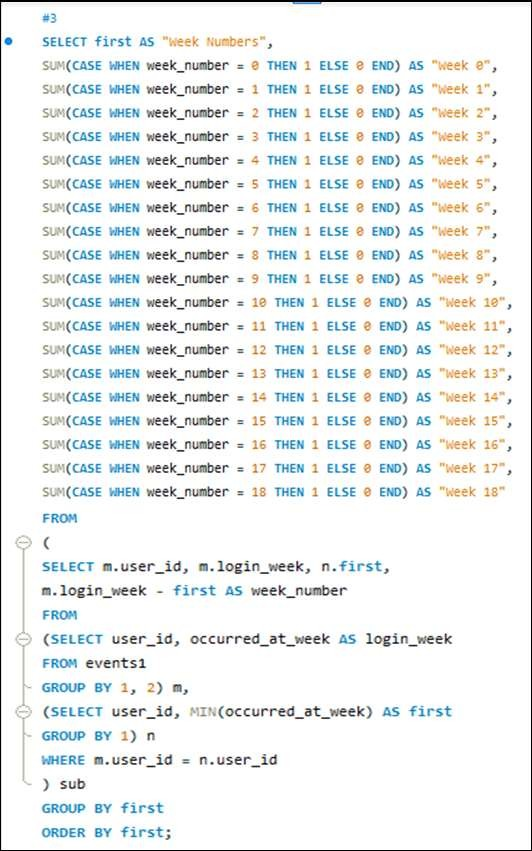 #3
SELECT first AS "Week Numbers",
SUM(CASE WHEN week_number = 0 THEN 1 ELSE 0 END) AS "Week 0",
SUM(CASE WHEN week_number = 1 THEN 1 ELSE 0 END) AS "Week 1",
SUM(CASE WHEN week_number = 2 THEN 1 ELSE 0 END) AS "Week 2",
SUM(CASE WHEN week_number = 3 THEN 1 ELSE 0 END) AS "Week 3",
SUM(CASE WHEN week_number = 4 THEN 1 ELSE 0 END) AS "Week 4",
SUM(CASE WHEN week_number = 5 THEN 1 ELSE 0 END) AS "Week 5",
SUM(CASE WHEN week_number = 6 THEN 1 ELSE 0 END) AS "Week 6",
SUM(CASE WHEN week_number = 7 THEN 1 ELSE 0 END) AS "Week 7",
SUM(CASE WHEN week_number = 8 THEN 1 ELSE 0 END) AS "Week 8",
SUM(CASE WHEN week_number = 9 THEN 1 ELSE 0 END) AS "Week 9",
SUM(CASE WHEN week_number = 10 THEN 1 ELSE 0 END) AS "Week 10",
SUM(CASE WHEN week_number = 11 THEN 1 ELSE 0 END) AS "Week 11",
SUM(CASE WHEN week_number = 12 THEN 1 ELSE 0 END) AS "Week 12",
SUM(CASE WHEN week_number = 13 THEN 1 ELSE 0 END) AS "Week 13",
SUM(CASE WHEN week_number = 14 THEN 1 ELSE 0 END) AS "Week 14",
SUM(CASE WHEN week_number = 15 THEN 1 ELSE 0 END) AS "Week 15",
SUM(CASE WHEN week_number = 16 THEN 1 ELSE 0 END) AS "Week 16",
SUM(CASE WHEN week_number = 17 THEN 1 ELSE 0 END) AS "Week 17",
SUM(CASE WHEN week_number = 18 THEN 1 ELSE 0 END) AS "Week 18"
FROM
(
SELECT m.user_id, m.login_week, n.first,
m.login_week - first AS week_number
FROM
(SELECT user_id, occurred_at_week AS login_week
FROM events1
GROUP BY 1, 2) m,
(SELECT user_id, MIN(occurred_at_week) AS first
GROUP BY 1) n
WHERE m.user_id = n.user_id
) sub
GROUP BY first
ORDER BY first;